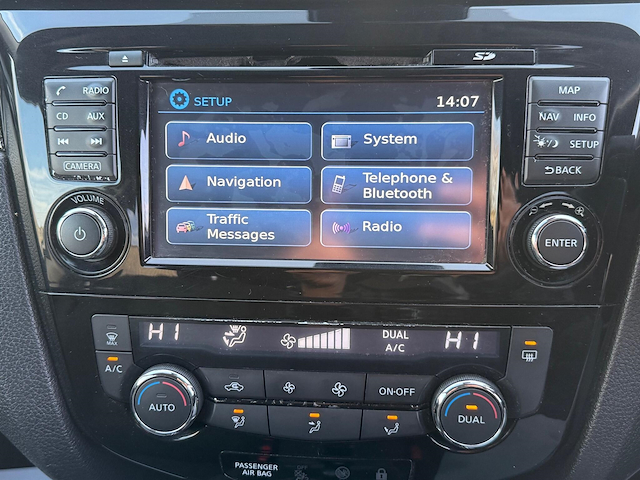 SD
RADIO
CD AUX
CAMERA
VOLUME
SETUP 14:07
Audio
System
Navigation
Telephone &
Bluetooth
Traffic
Messages
Radio
MAP
NAV INFO
SETUP
BACK
ENTER
MAX
A/C
HI
DUAL
A/C
HI
AUTO
ON·OFF
DUAL
PASSENGER
AIR BAG